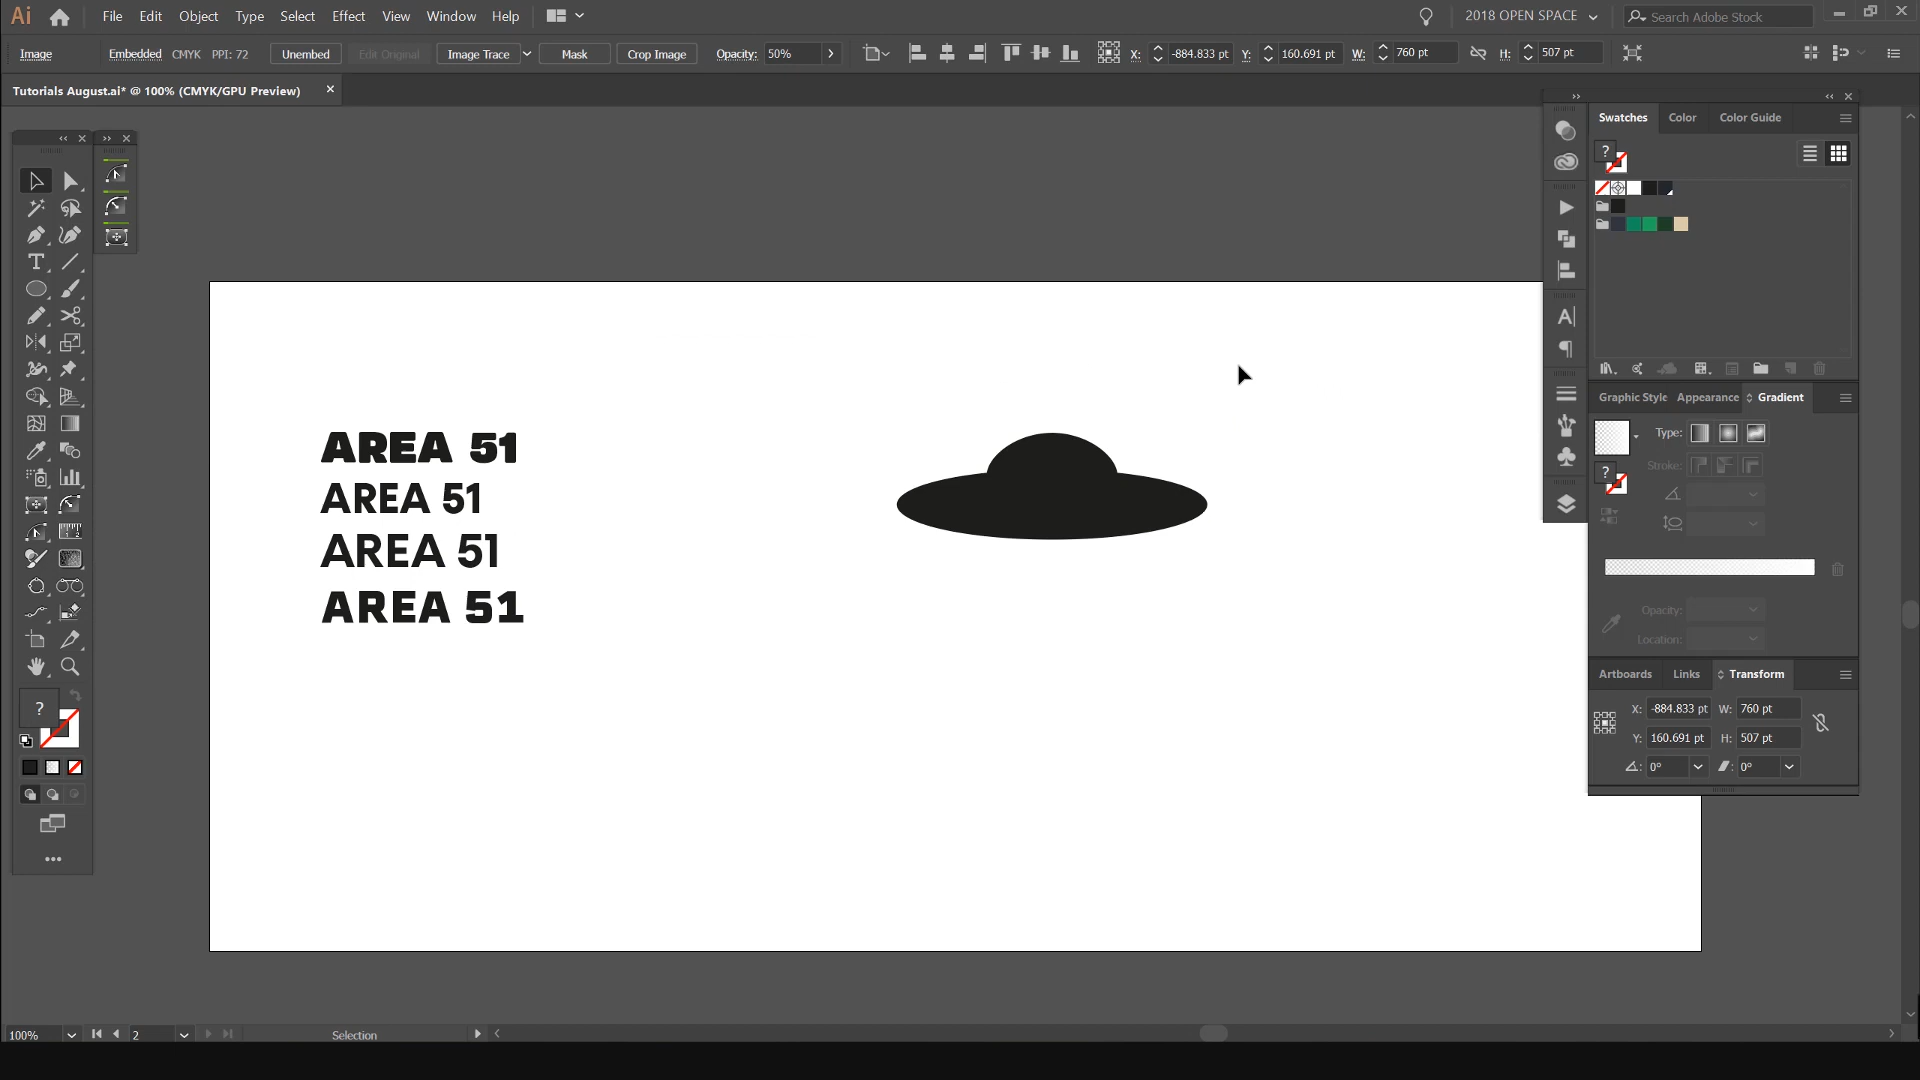 Ai File Edit Object Type Select Effect View Window Help 2018 OPEN SPACE Search Adobe Stock
Image Embedded CMYK PPI: 72 Unembed Edit Original Image Trace Mask Crop Image Opacity: 50% X: -884.833 pt Y: 160.691 pt W: 760 pt H: 507 pt
Tutorials August.ai* @ 100% (CMYK/GPU Preview)
Swatches Color Color Guide
?
AREA 51
AREA 51
AREA 51
AREA 51
Graphic Style Appearance Gradient
Type:
? Stroke:
Opacity:
Location:
Artboards Links Transform
X: -884.833 pt W: 760 pt
Y: 160.691 pt H: 507 pt
0° 0°
?
100% 2 Selection